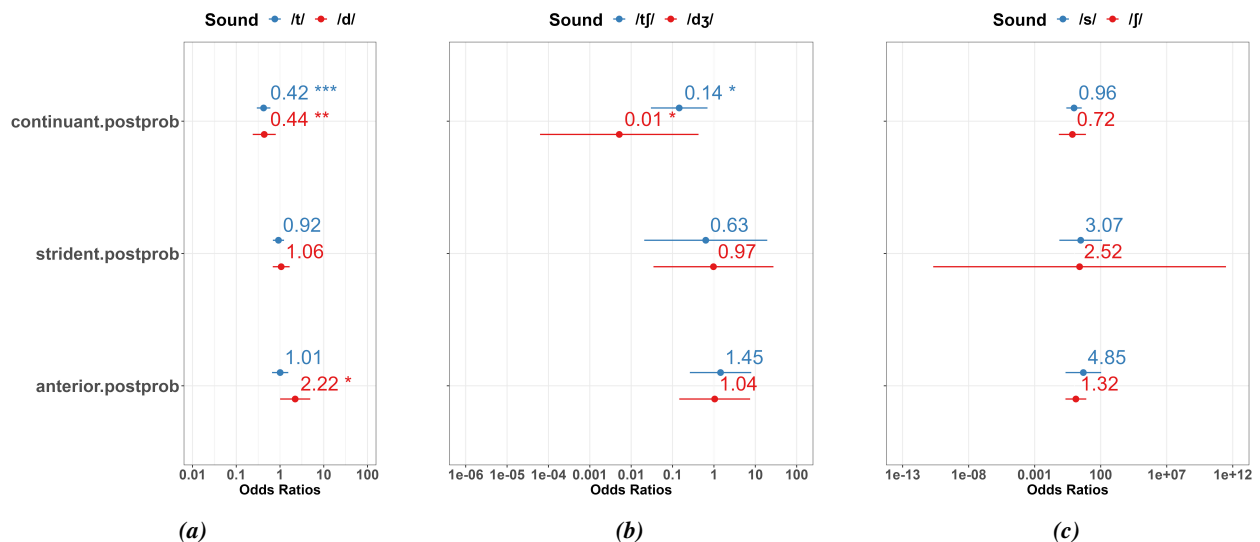 Sound /t/ /d/
Sound /tʃ/ /dʒ/
Sound /s/ /ʃ/
continuant.postprob
strident.postprob
anterior.postprob
0.42 ***
0.44 **
0.92
1.06
1.01
2.22 *
0.01 0.1 1 10 100
Odds Ratios
(a)
0.14 *
0.01 *
0.63
0.97
1.45
1.04
1e-06 1e-05 1e-04 0.001 0.01 0.1 1 10 100
Odds Ratios
(b)
0.96
0.72
3.07
2.52
4.85
1.32
1e-13 1e-08 0.001 100 1e+07 1e+12
Odds Ratios
(c)